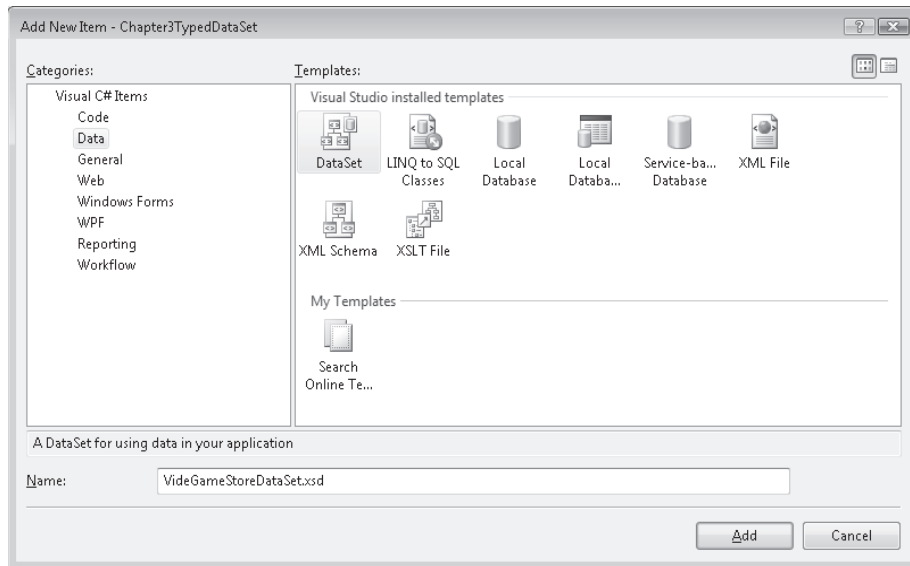 Add New Item - Chapter3TypedDataSet
Categories:
Templates:
Visual C# Items
Code
Data
General
Web
Windows Forms
WPF
Reporting
Workflow
Visual Studio installed templates
DataSet
LINQ to SQL
Classes
Local
Database
Local
Databa...
Service-ba...
Database
XML File
XML Schema
XSLT File
My Templates
Search
Online Te...
A DataSet for using data in your application
Name:
VideGameStoreDataSet.xsd
Add
Cancel